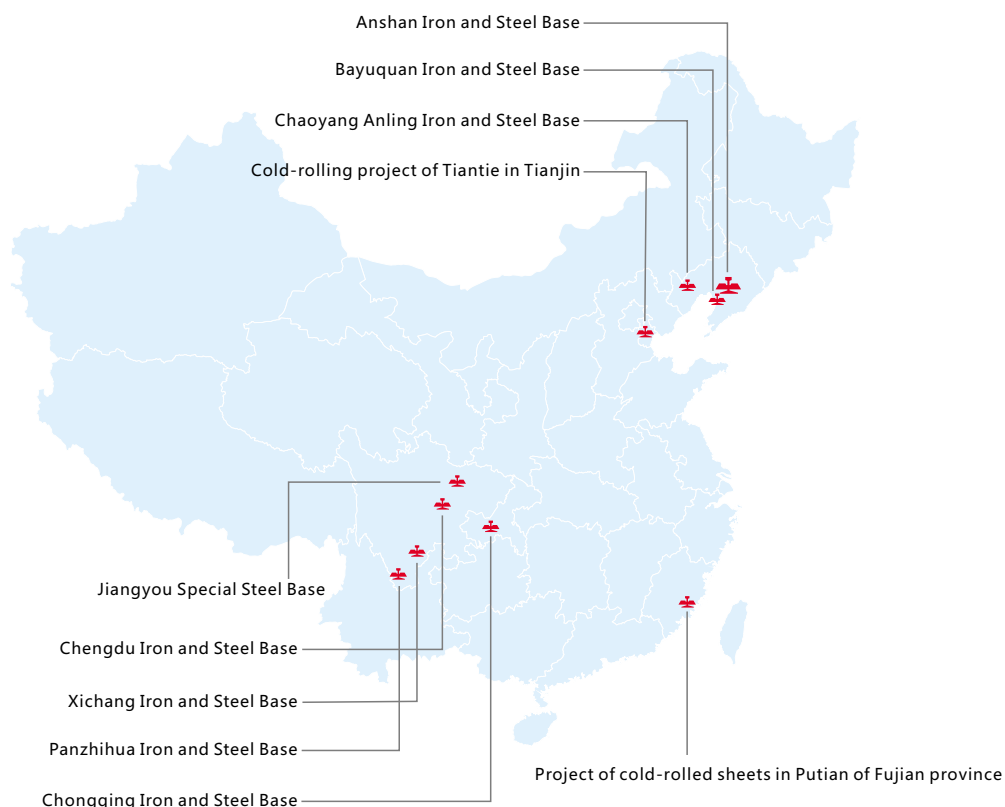 Anshan Iron and Steel Base
Bayuquan Iron and Steel Base
Chaoyang Anling Iron and Steel Base
Cold-rolling project of Tiantie in Tianjin
Jiangyou Special Steel Base
Chengdu Iron and Steel Base
Xichang Iron and Steel Base
Panzhihua Iron and Steel Base
Project of cold-rolled sheets in Putian of Fujian province
Chongqing Iron and Steel Base